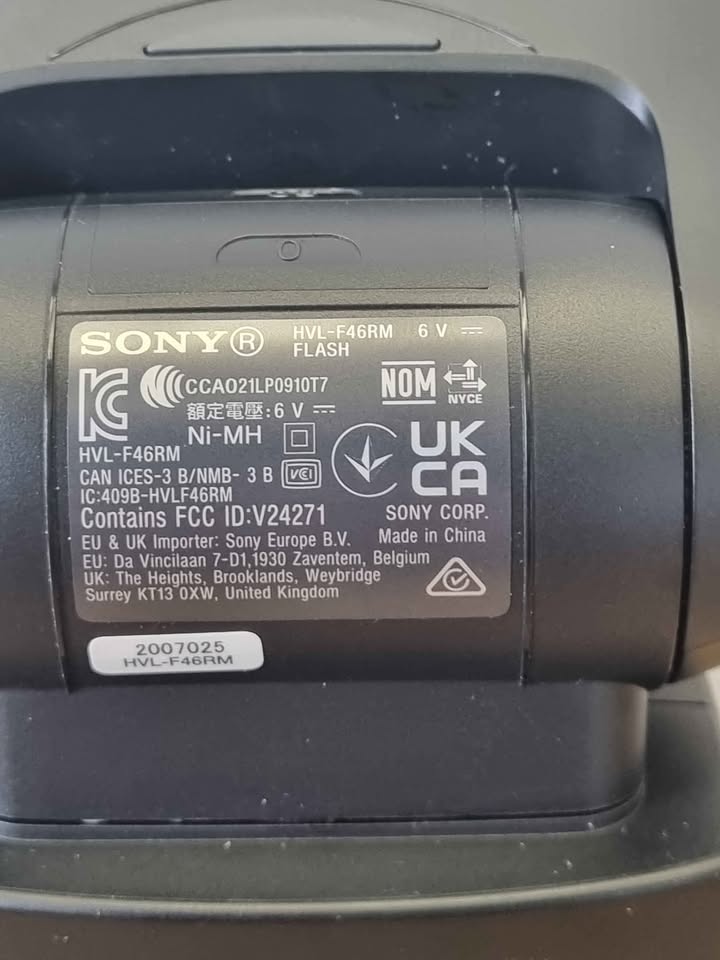 SONY® HVL-F46RM 6 V
FLASH
CCAO21LP0910T7
額定電壓:6 V
Ni-MH
NOM
NYCE
HVL-F46RM
CAN ICES-3 B/NMB- 3 B
VCI
IC:409B-HVLF46RM
UK
CA
Contains FCC ID:V24271
SONY CORP.
EU & UK Importer: Sony Europe B.V.
Made in China
EU: Da Vincilaan 7-D1,1930 Zaventem, Belgium
UK: The Heights, Brooklands, Weybridge
Surrey KT13 0XW, United Kingdom
2007025
HVL-F46RM